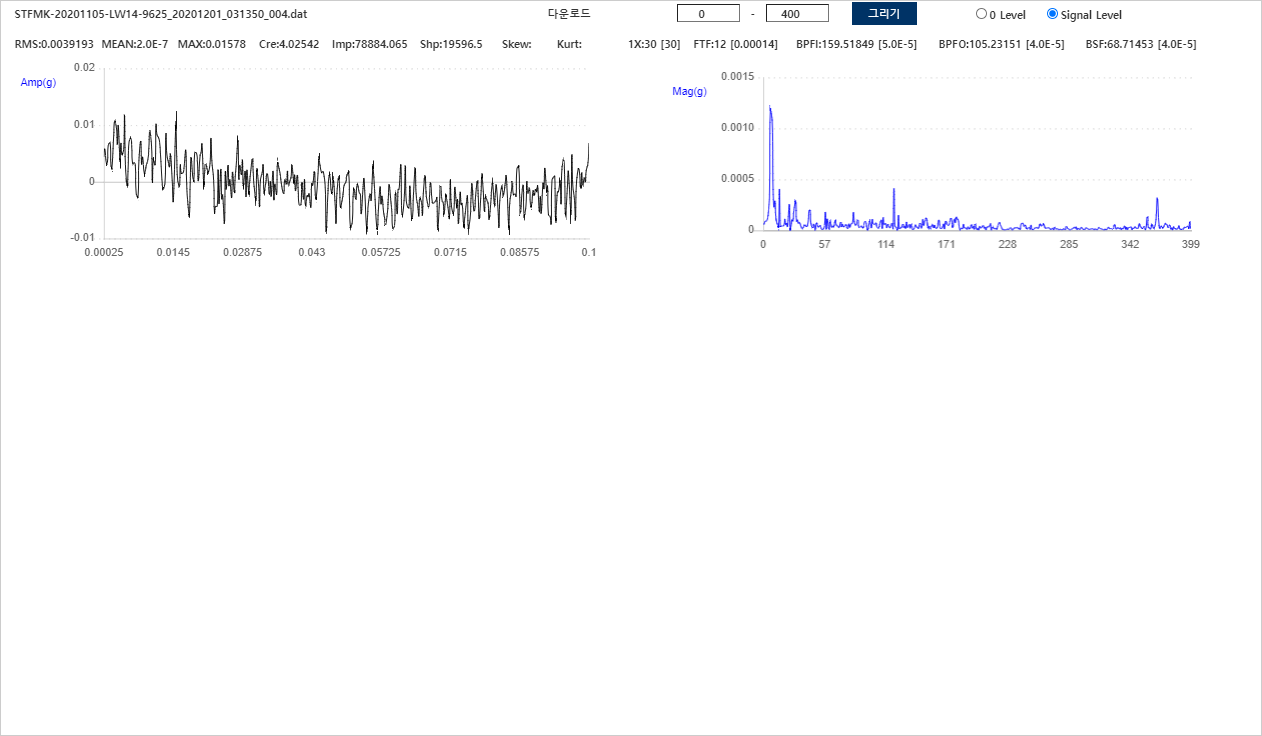 STFMK-20201105-LW14-9625_20201201_031350_004.dat 다운로드 0 - 400 그리기 0 Level Signal Level
RMS:0.0039193 MEAN:2.0E-7 MAX:0.01578 Cre:4.02542 Imp:78884.065 Shp:19596.5 Skew: Kurt: 1X:30 [30] FTF:12 [0.00014] BPFI:159.51849 [5.0E-5] BPFO:105.23151 [4.0E-5] BSF:68.71453 [4.0E-5]
Amp(g)
0.02
0.01
0
-0.01
0.00025 0.0145 0.02875 0.043 0.05725 0.0715 0.08575 0.1
Mag(g)
0.0015
0.0010
0.0005
0
0 57 114 171 228 285 342 399